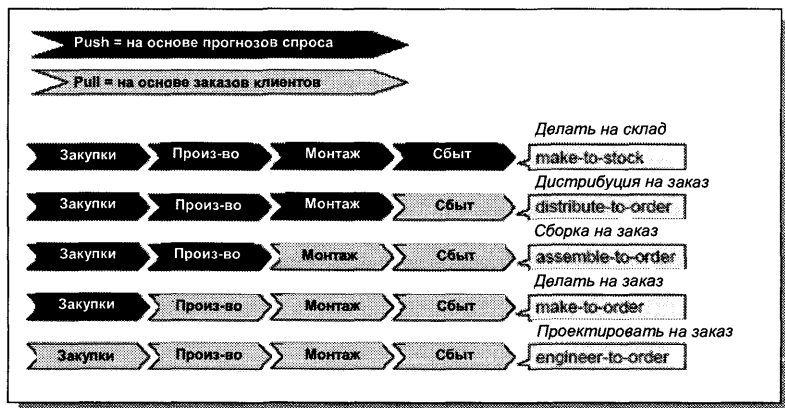 Push = на основе прогнозов спроса
Pull = на основе заказов клиентов
Делать на склад
Закупки Произ-во Монтаж Сбыт make-to-stock
Дистрибуция на заказ
Закупки Произ-во Монтаж Сбыт distribute-to-order
Сборка на заказ
Закупки Произ-во Монтаж Сбыт assemble-to-order
Делать на заказ
Закупки Произ-во Монтаж Сбыт make-to-order
Проектировать на заказ
Закупки Произ-во Монтаж Сбыт engineer-to-order